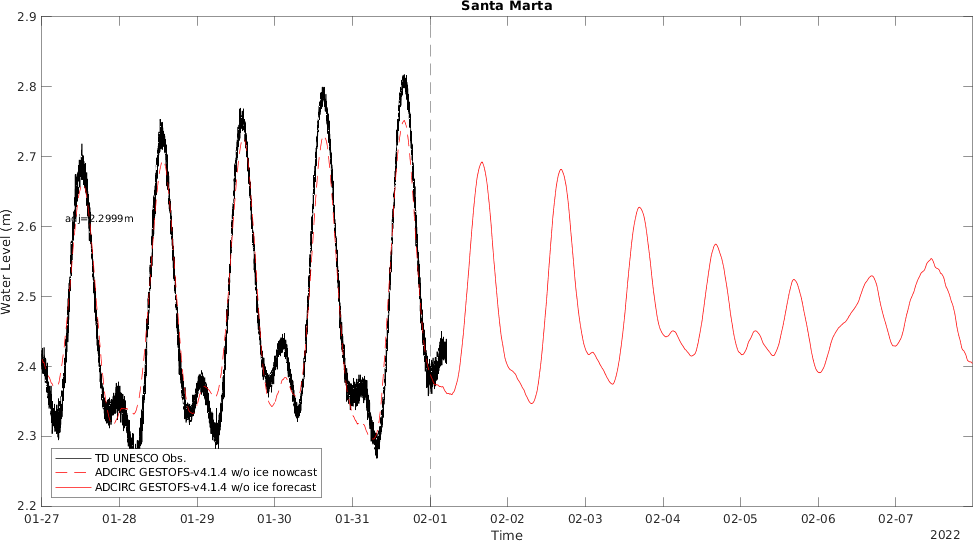 Santa Marta
2.9
2.8
2.7
2.6
2.5
2.4
2.3
2.2
Water Level (m)
adj=2.2999m
TD UNESCO Obs.
ADCIRC GESTOFS-v4.1.4 w/o ice nowcast
ADCIRC GESTOFS-v4.1.4 w/o ice forecast
01-27 01-28 01-29 01-30 01-31 02-01 02-02 02-03 02-04 02-05 02-06 02-07
Time
2022